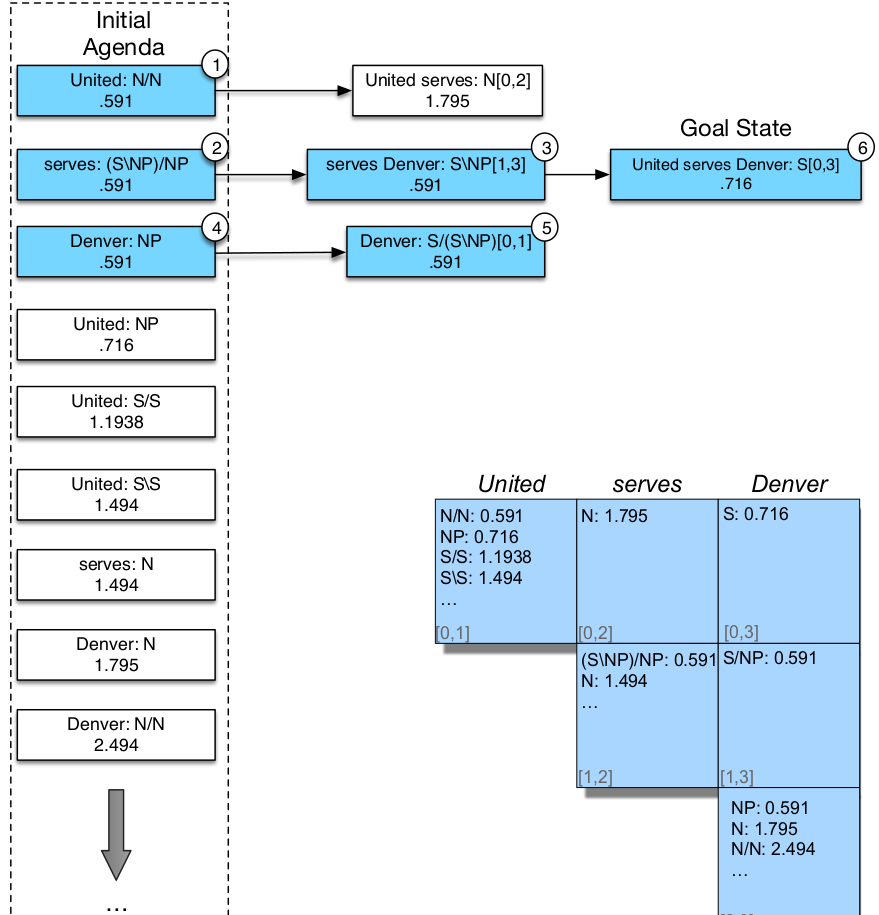 Initial
Agenda
1
United: N/N
.591
United serves: N[0,2]
1.795
Goal State
2
serves: (S\NP)/NP
.591
3
serves Denver: S\NP[1,3]
.591
6
United serves Denver: S[0,3]
.716
4
Denver: NP
.591
5
Denver: S/(S\NP)[0,1]
.591
United: NP
.716
United: S/S
1.1938
United: S\S
1.494
serves: N
1.494
Denver: N
1.795
Denver: N/N
2.494
...
United serves Denver
N/N: 0.591
NP: 0.716
S/S: 1.1938
S\S: 1.494
...
[0,1]
N: 1.795
[0,2]
S: 0.716
[0,3]
(S\NP)/NP: 0.591
N: 1.494
...
[1,2]
S/NP: 0.591
[1,3]
NP: 0.591
N: 1.795
N/N: 2.494
...